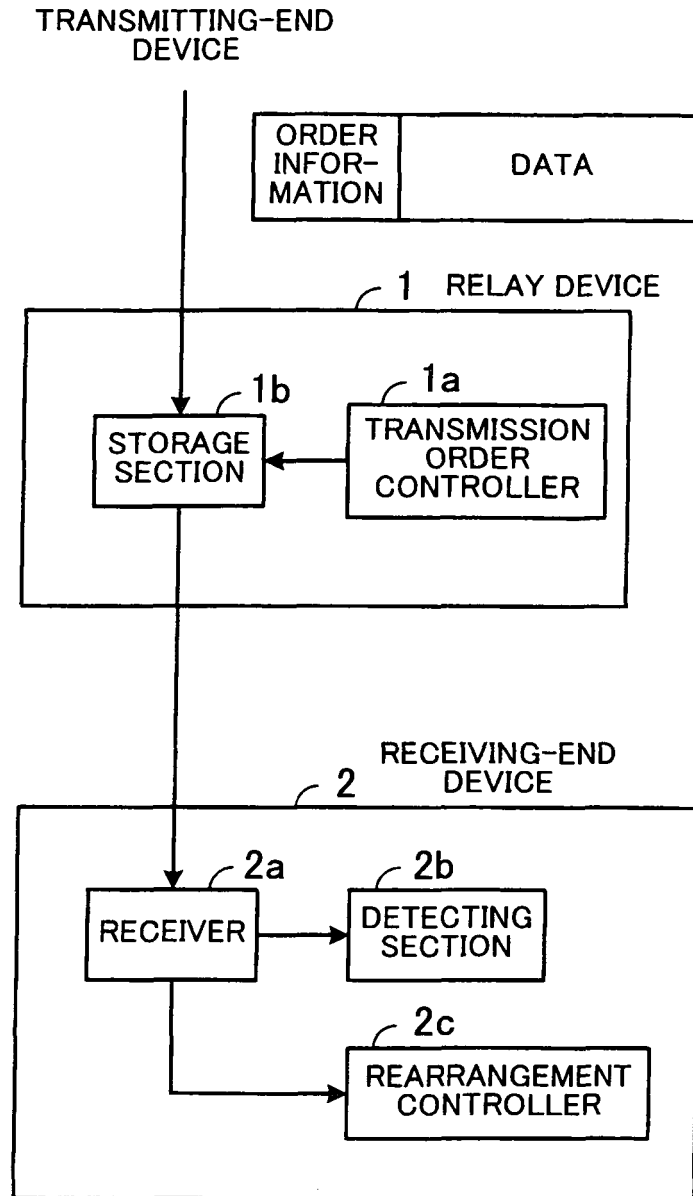 TRANSMITTING-END
DEVICE
ORDER
INFOR-
MATION
DATA
1 RELAY DEVICE
1b
STORAGE
SECTION
1a
TRANSMISSION
ORDER
CONTROLLER
RECEIVING-END
DEVICE
2
2a
RECEIVER
2b
DETECTING
SECTION
2c
REARRANGEMENT
CONTROLLER